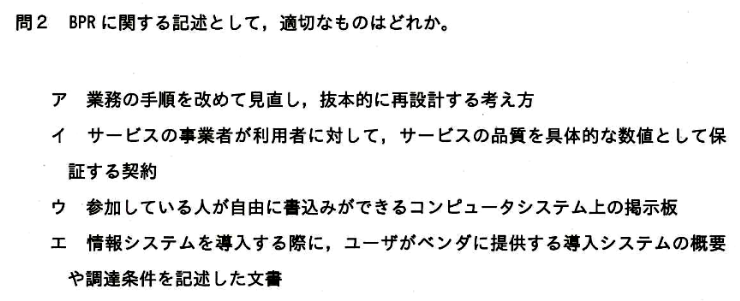 問２　BPR に関する記述として，適切なものはどれか。
ア　業務の手順を改めて見直し，抜本的に再設計する考え方
イ　サービスの事業者が利用者に対して，サービスの品質を具体的な数値として保
証する契約
ウ　参加している人が自由に書込みができるコンピュータシステム上の掲示板
エ　情報システムを導入する際に，ユーザがベンダに提供する導入システムの概要
や調達条件を記述した文書